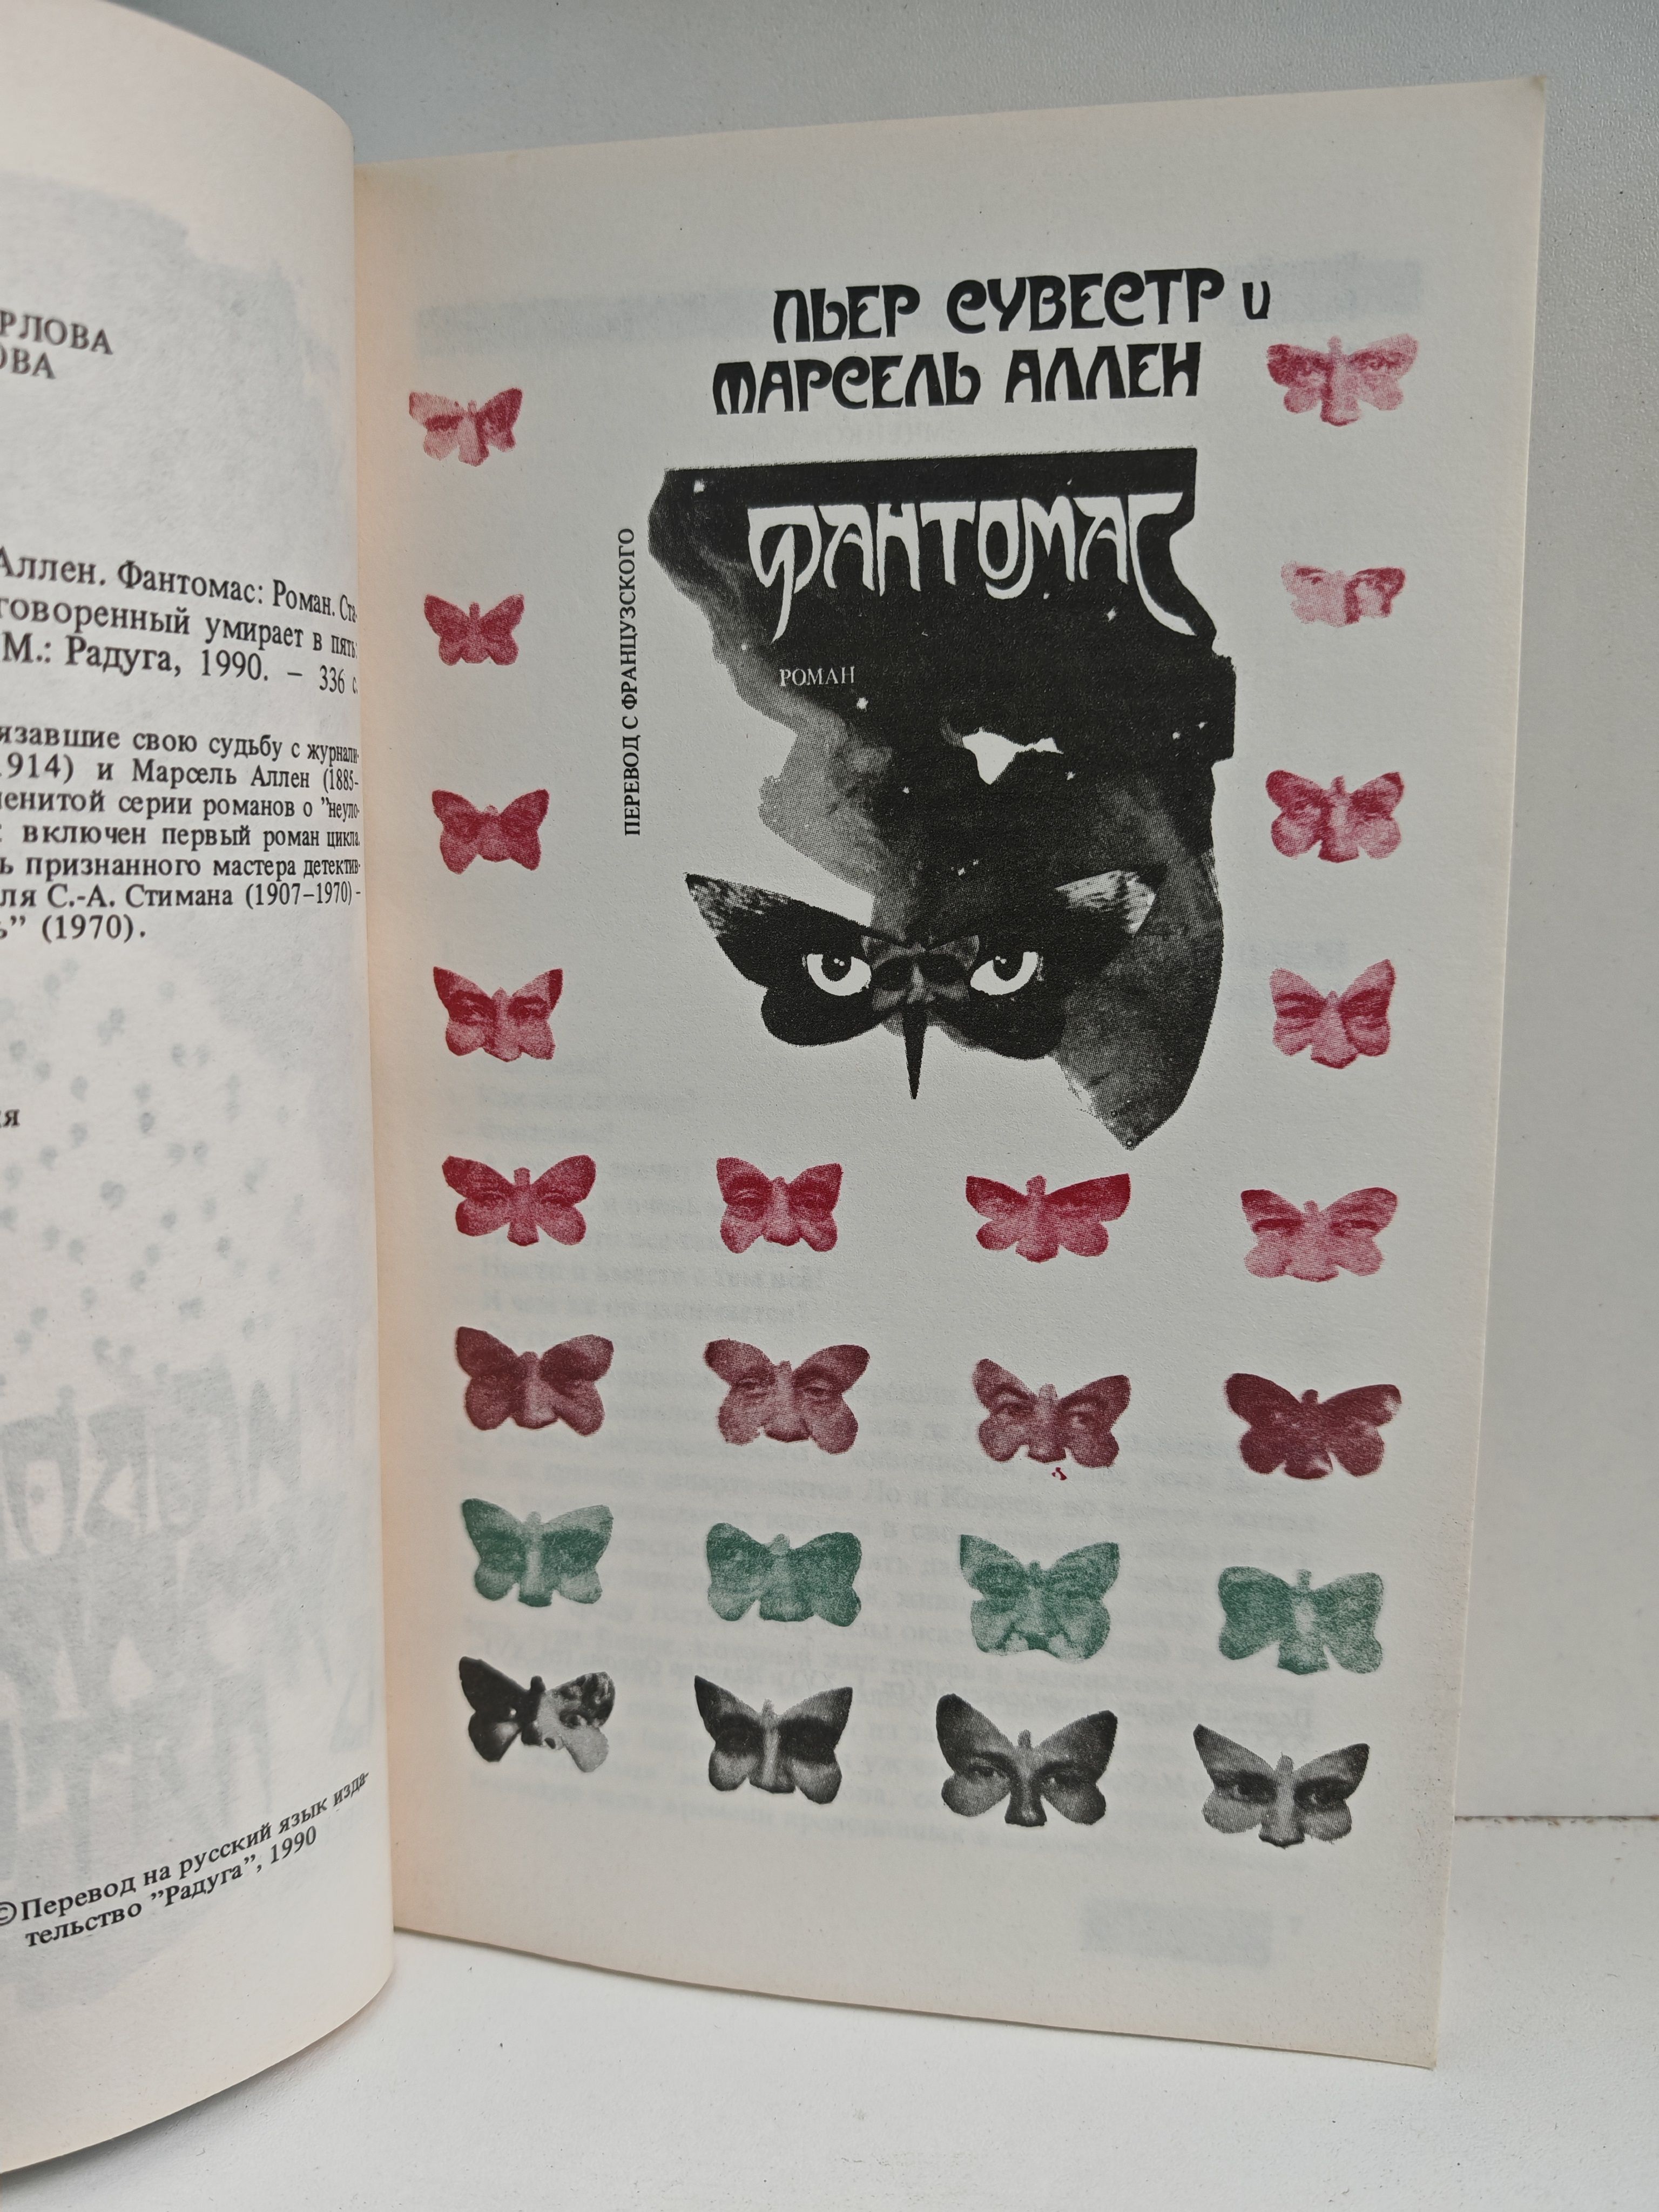 РЛОВА
ОВА
Аллен. Фантомас: Роман. Ста-
говоренный умирает в пять:
М.: Радуга, 1990. – 336 с.
язавшие свою судьбу с журнали-
914) и Марсель Аллен (1885-
енитой серии романов о ”неуло-
включен первый роман цикла.
ь признанного мастера детектив-
ля С.-А. Стимана (1907–1970) –
ь” (1970).
ия
©Перевод на русский язык изда-
тельство ”Радуга”, 1990
ПЬЕР СУВЕСТР и
МАРСЕЛЬ АЛЛЕН
ФАНТОМАС
РОМАН
ПЕРЕВОД С ФРАНЦУЗСКОГО